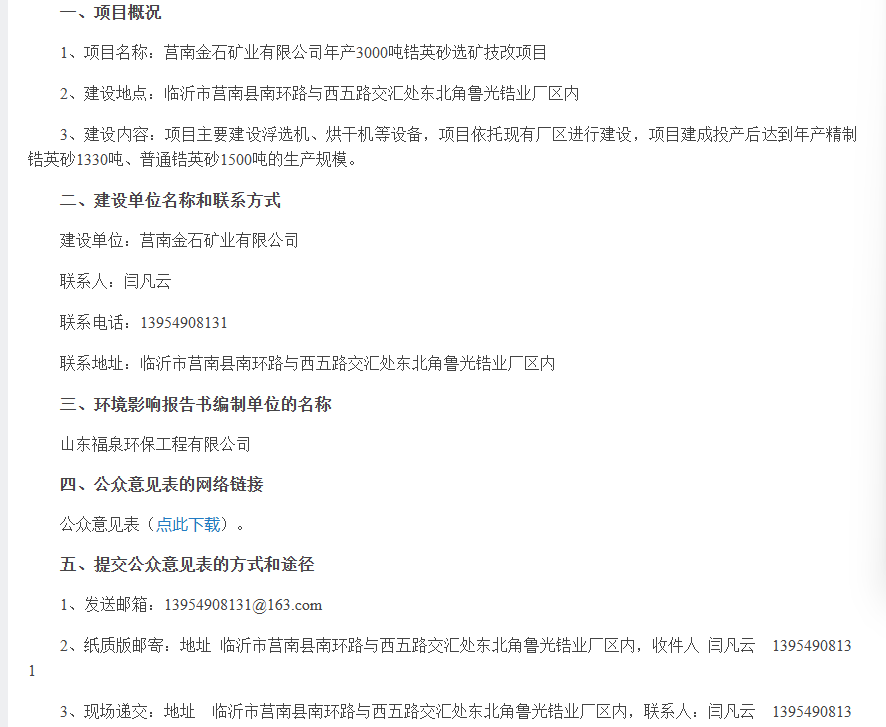 一、项目概况
1、项目名称：莒南金石矿业有限公司年产3000吨锆英砂选矿技改项目
2、建设地点：临沂市莒南县南环路与西五路交汇处东北角鲁光锆业厂区内
3、建设内容：项目主要建设浮选机、烘干机等设备，项目依托现有厂区进行建设，项目建成投产后达到年产精制
锆英砂1330吨、普通锆英砂1500吨的生产规模。
二、建设单位名称和联系方式
建设单位：莒南金石矿业有限公司
联系人：闫凡云
联系电话：13954908131
联系地址：临沂市莒南县南环路与西五路交汇处东北角鲁光锆业厂区内
三、环境影响报告书编制单位的名称
山东福泉环保工程有限公司
四、公众意见表的网络链接
公众意见表（点此下载）。
五、提交公众意见表的方式和途径
1、发送邮箱：13954908131@163.com
2、纸质版邮寄：地址 临沂市莒南县南环路与西五路交汇处东北角鲁光锆业厂区内，收件人 闫凡云 1395490813
1
3、现场递交：地址 临沂市莒南县南环路与西五路交汇处东北角鲁光锆业厂区内，联系人：闫凡云 1395490813